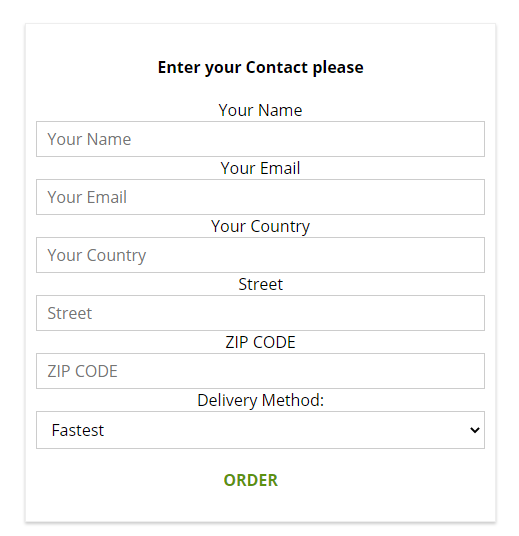 Enter your Contact please
Your Name
Your Name
Your Email
Your Email
Your Country
Your Country
Street
Street
ZIP CODE
ZIP CODE
Delivery Method:
Fastest
ORDER